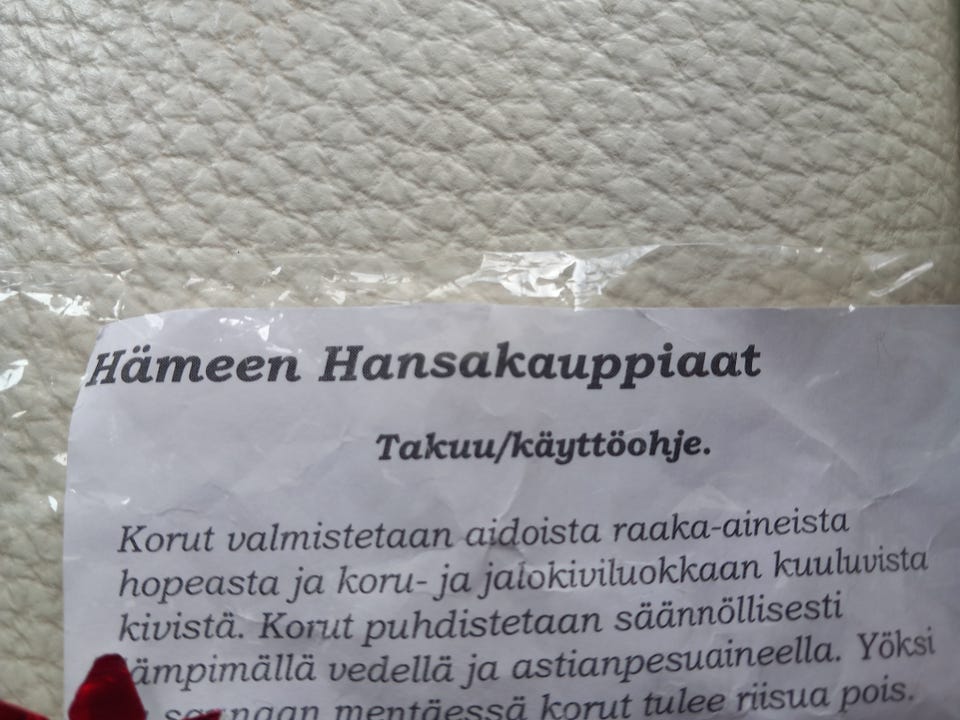 Hämeen Hansakauppiaat
Takuu/käyttöohje.
Korut valmistetaan aidoista raaka-aineista
hopeasta ja koru- ja jalokiviluokkaan kuuluvista
kivistä. Korut puhdistetaan säännöllisesti
lämpimällä vedellä ja astianpesuaineella. Yöksi
saunaan mentäessä korut tulee riisua pois.